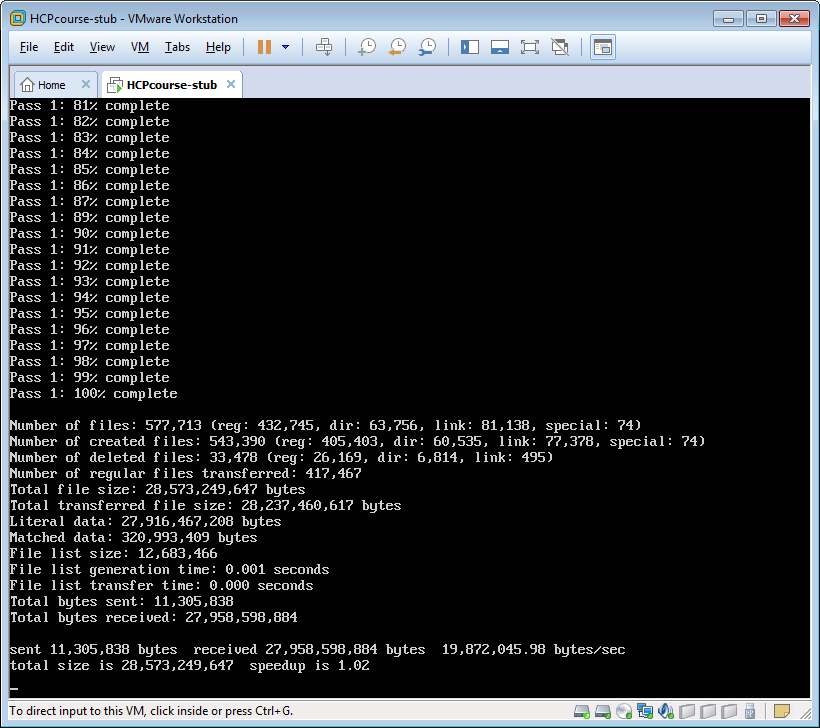 HCPcourse-stub - VMware Workstation
File Edit View VM Tabs Help
Home HCPcourse-stub
Pass 1: 81% complete
Pass 1: 82% complete
Pass 1: 83% complete
Pass 1: 84% complete
Pass 1: 85% complete
Pass 1: 86% complete
Pass 1: 87% complete
Pass 1: 89% complete
Pass 1: 90% complete
Pass 1: 91% complete
Pass 1: 92% complete
Pass 1: 93% complete
Pass 1: 94% complete
Pass 1: 95% complete
Pass 1: 96% complete
Pass 1: 97% complete
Pass 1: 98% complete
Pass 1: 99% complete
Pass 1: 100% complete
Number of files: 577,713 (reg: 432,745, dir: 63,756, link: 81,138, special: 74)
Number of created files: 543,390 (reg: 405,403, dir: 60,535, link: 77,378, special: 74)
Number of deleted files: 33,478 (reg: 26,169, dir: 6,814, link: 495)
Number of regular files transferred: 417,467
Total file size: 28,573,249,647 bytes
Total transferred file size: 28,237,460,617 bytes
Literal data: 27,916,467,208 bytes
Matched data: 320,993,409 bytes
File list size: 12,683,466
File list generation time: 0.001 seconds
File list transfer time: 0.000 seconds
Total bytes sent: 11,305,838
Total bytes received: 27,958,598,884
sent 11,305,838 bytes  received 27,958,598,884 bytes  19,872,045.98 bytes/sec
total size is 28,573,249,647  speedup is 1.02
To direct input to this VM, click inside or press Ctrl+G.